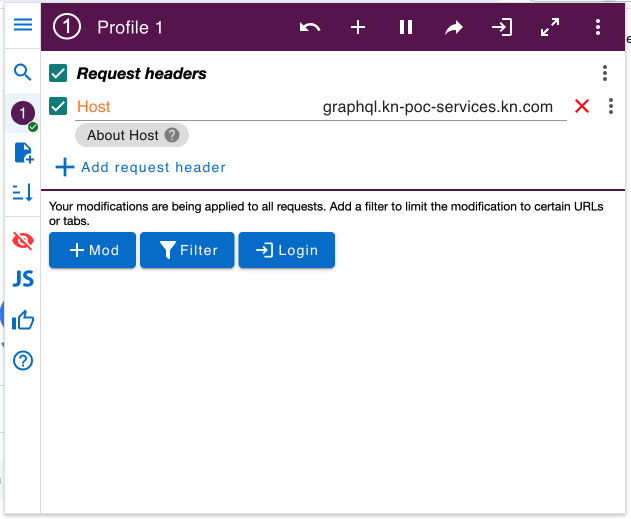 1 Profile 1
Request headers
1
Host graphql.kn-poc-services.kn.com
About Host ?
Add request header
Your modifications are being applied to all requests. Add a filter to limit the modification to certain URLs
or tabs.
Mod Filter Login
JS